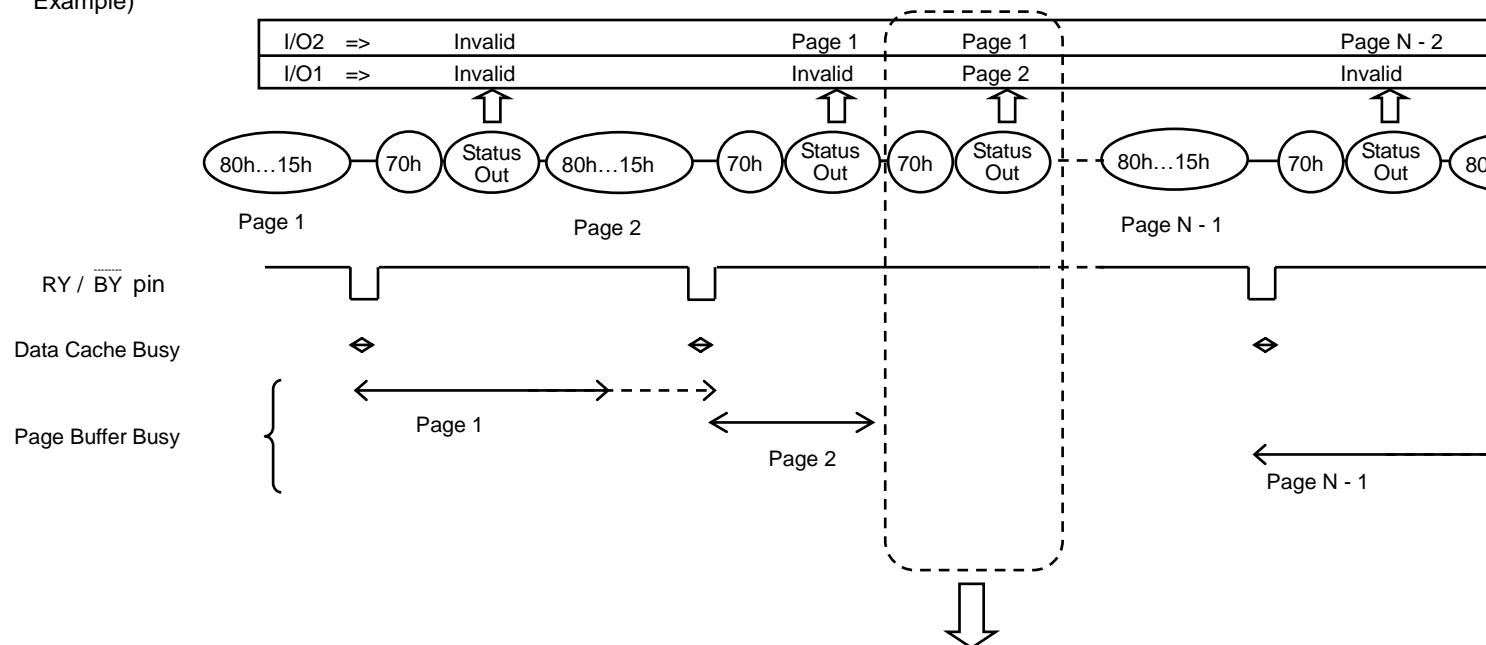 Example)
I/O2 => Invalid Page 1 Page 1 Page N - 2
I/O1 => Invalid Invalid Page 2 Invalid
80h…15h 70h Status Out 80h…15h 70h Status Out 70h Status Out 80h…15h 70h Status Out 80
Page 1 Page 2 Page N - 1
RY / BY pin
Data Cache Busy
Page Buffer Busy
Page 1
Page 2
Page N - 1